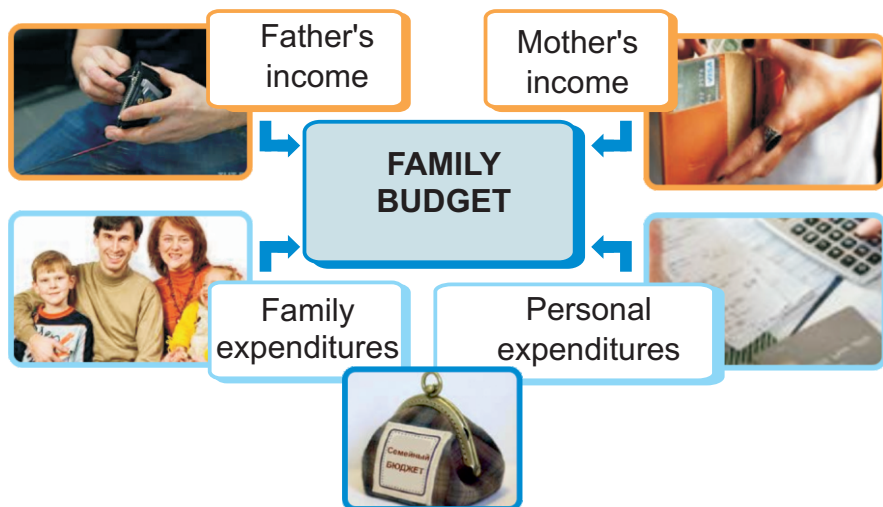 Father's
income
Mother's
income
FAMILY
BUDGET
Family
expenditures
Personal
expenditures
Семейный
БЮДЖЕТ